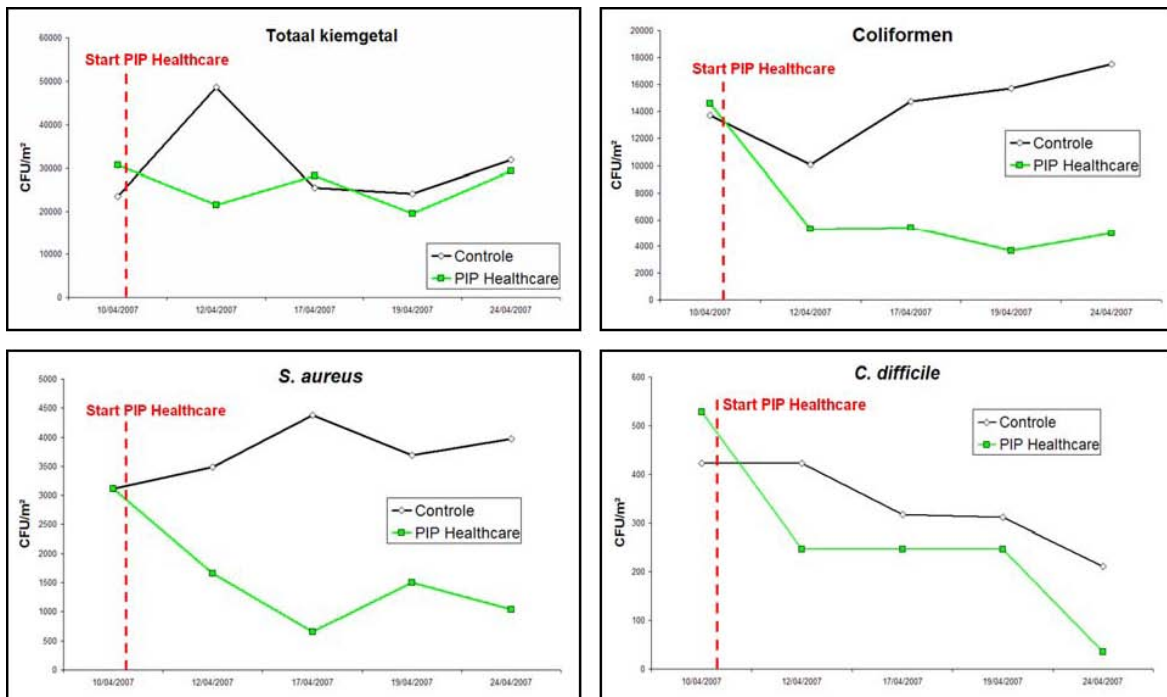 Totaal kiemgetal
Start PIP Healthcare
CFU/m²
60000
50000
40000
30000
20000
10000
0
10/04/2007 12/04/2007 17/04/2007 19/04/2007 24/04/2007
Controle
PIP Healthcare
Coliformen
Start PIP Healthcare
CFU/m²
20000
18000
16000
14000
12000
10000
8000
6000
4000
2000
0
10/04/2007 12/04/2007 17/04/2007 19/04/2007 24/04/2007
Controle
PIP Healthcare
S. aureus
Start PIP Healthcare
CFU/m²
5000
4500
4000
3500
3000
2500
2000
1500
1000
500
0
10/04/2007 12/04/2007 17/04/2007 19/04/2007 24/04/2007
Controle
PIP Healthcare
C. difficile
Start PIP Healthcare
CFU/m²
600
500
400
300
200
100
0
10/04/2007 12/04/2007 17/04/2007 19/04/2007 24/04/2007
Controle
PIP Healthcare